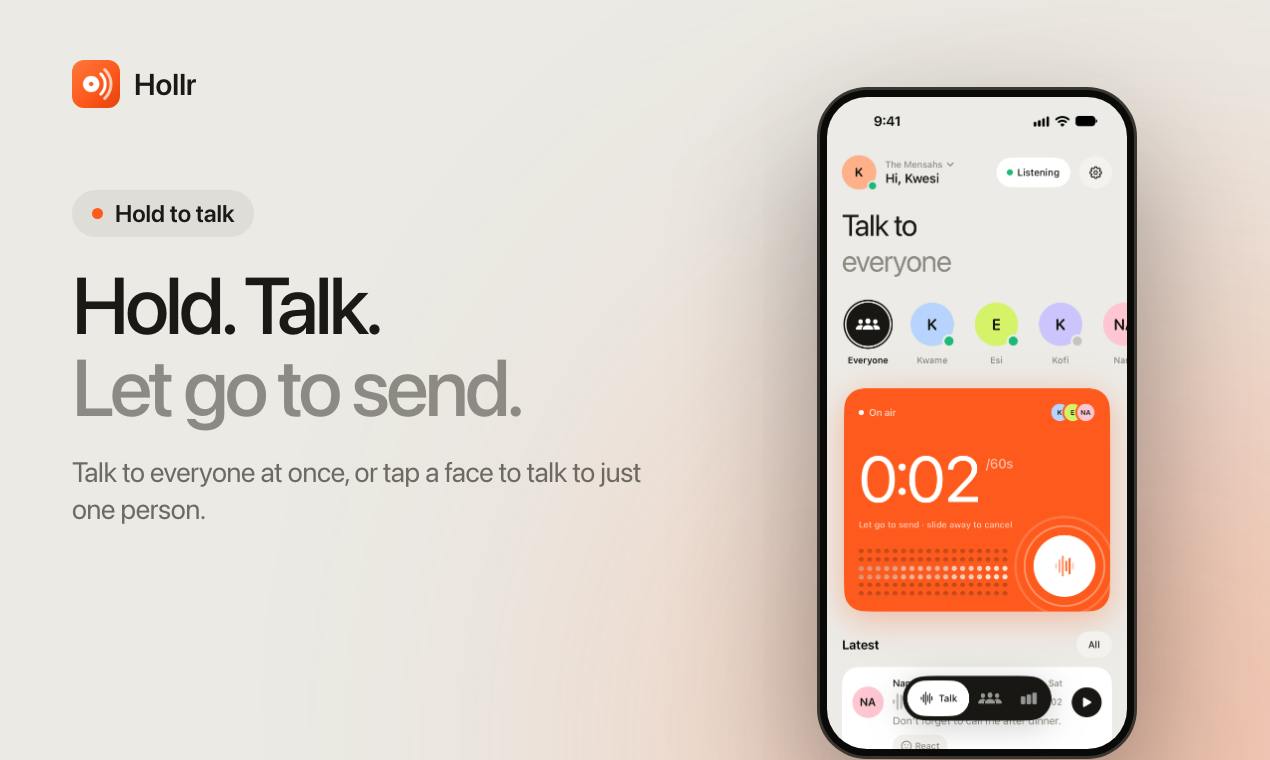 Hollr
Hold to talk
Hold. Talk.
Let go to send.
Talk to everyone at once, or tap a face to talk to just
one person.
9:41
K
The Mensahs
Hi, Kwesi
Listening
Talk to
everyone
K
E
K
Everyone
Kwame
Esi
Kofi
On air
K
E
NA
0:02
/60s
Let go to send · slide away to cancel
Latest
All
NA
Sat
Talk
Don't forget to call me after dinner.
React